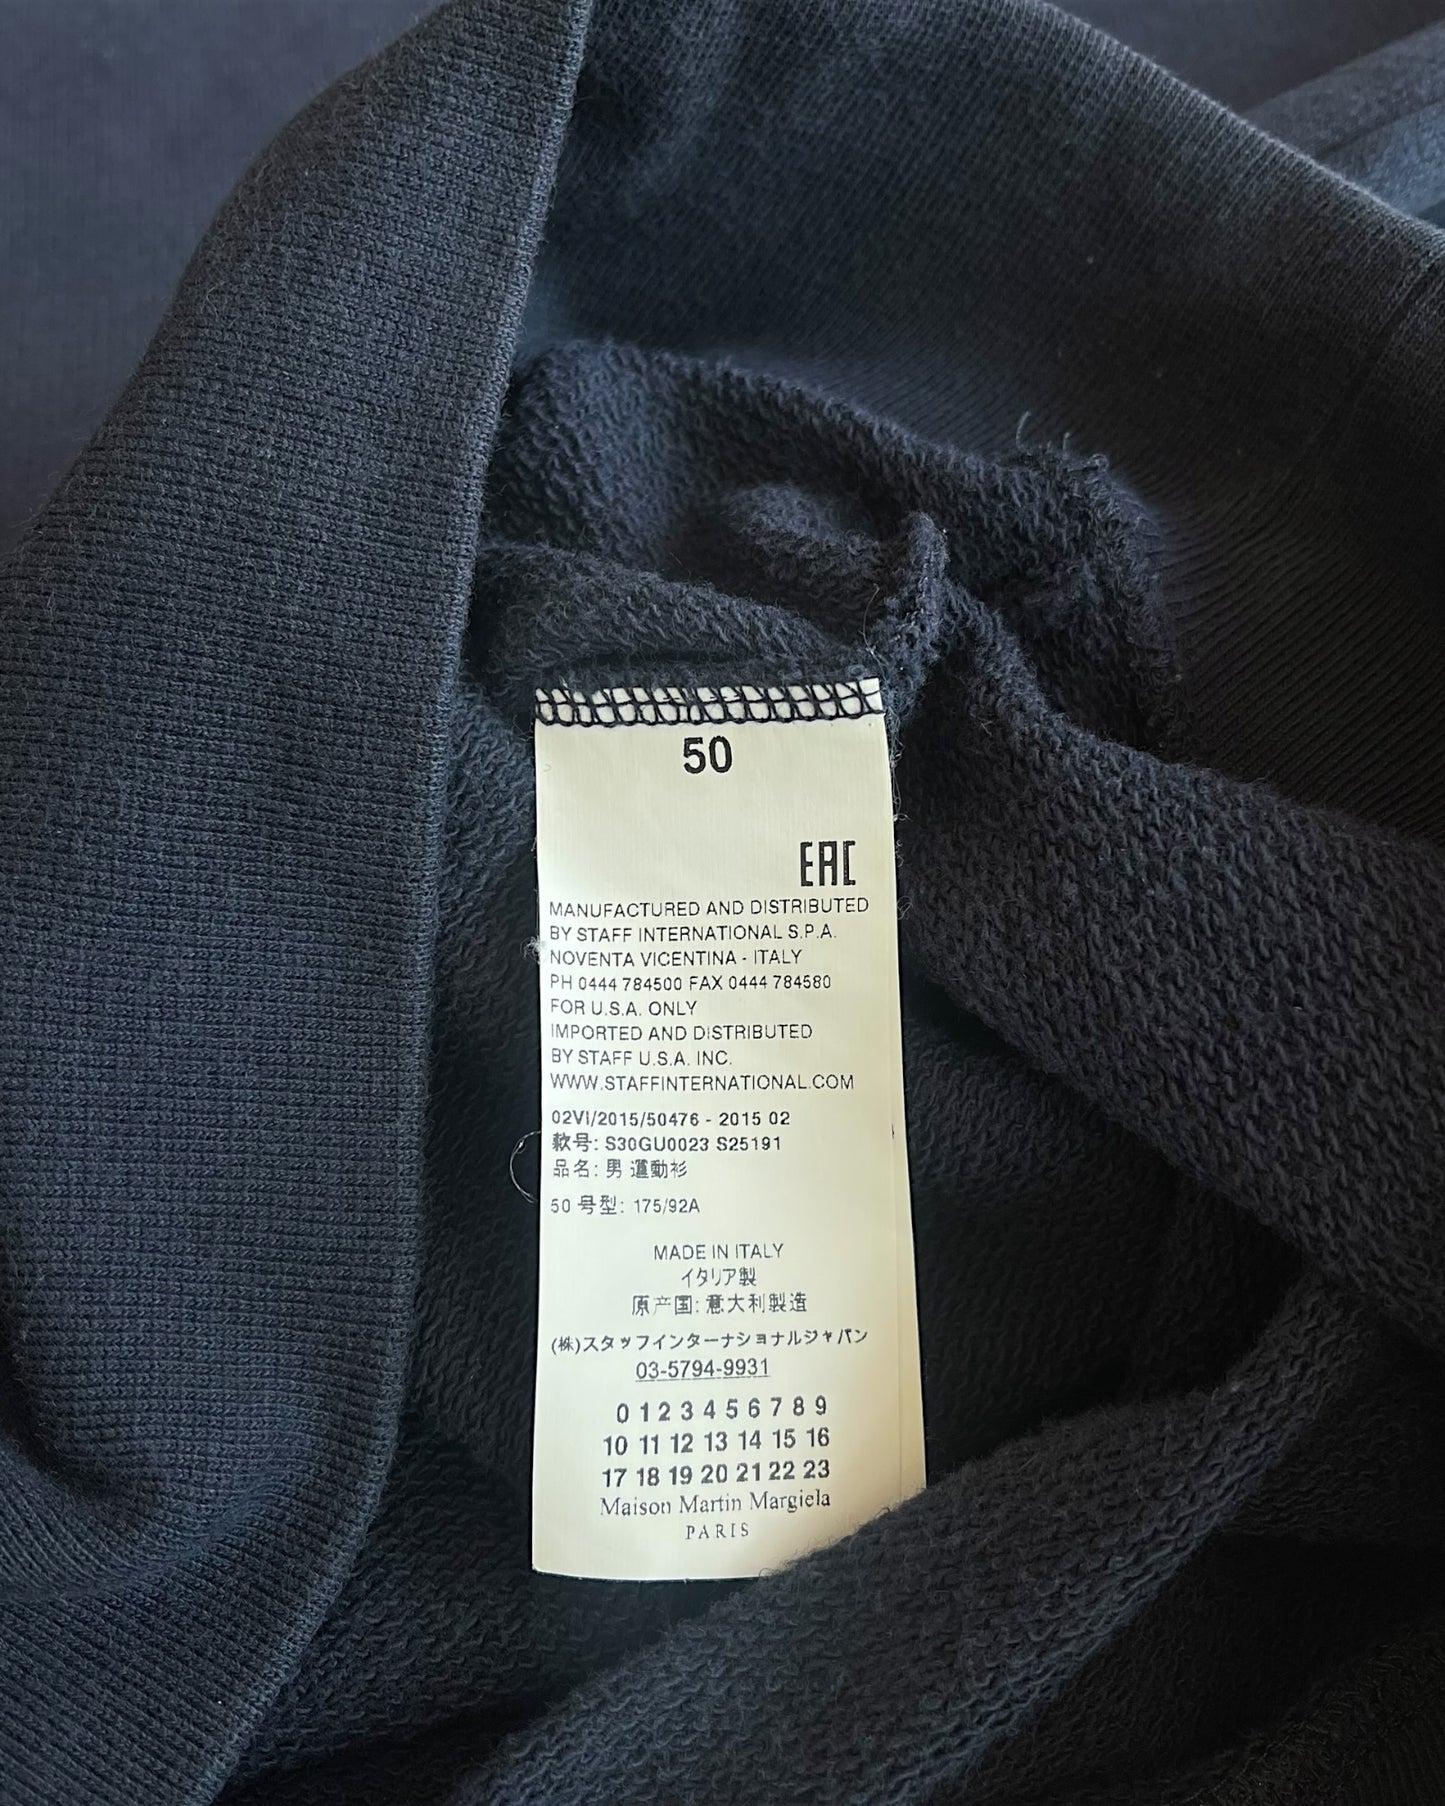 50
EAC
MANUFACTURED AND DISTRIBUTED
BY STAFF INTERNATIONAL S.P.A.
NOVENTA VICENTINA - ITALY
PH 0444 784500 FAX 0444 784580
FOR U.S.A. ONLY
IMPORTED AND DISTRIBUTED
BY STAFF U.S.A. INC.
WWW.STAFFINTERNATIONAL.COM
02VI/2015/50476 - 2015 02
款号: S30GU0023 S25191
品名: 男 運動衫
50 号型: 175/92A
MADE IN ITALY
イタリア製
原产国: 意大利製造
(株)スタッフインターナショナルジャパン
03-5794-9931
0 1 2 3 4 5 6 7 8 9
10 11 12 13 14 15 16
17 18 19 20 21 22 23
Maison Martin Margiela
PARIS